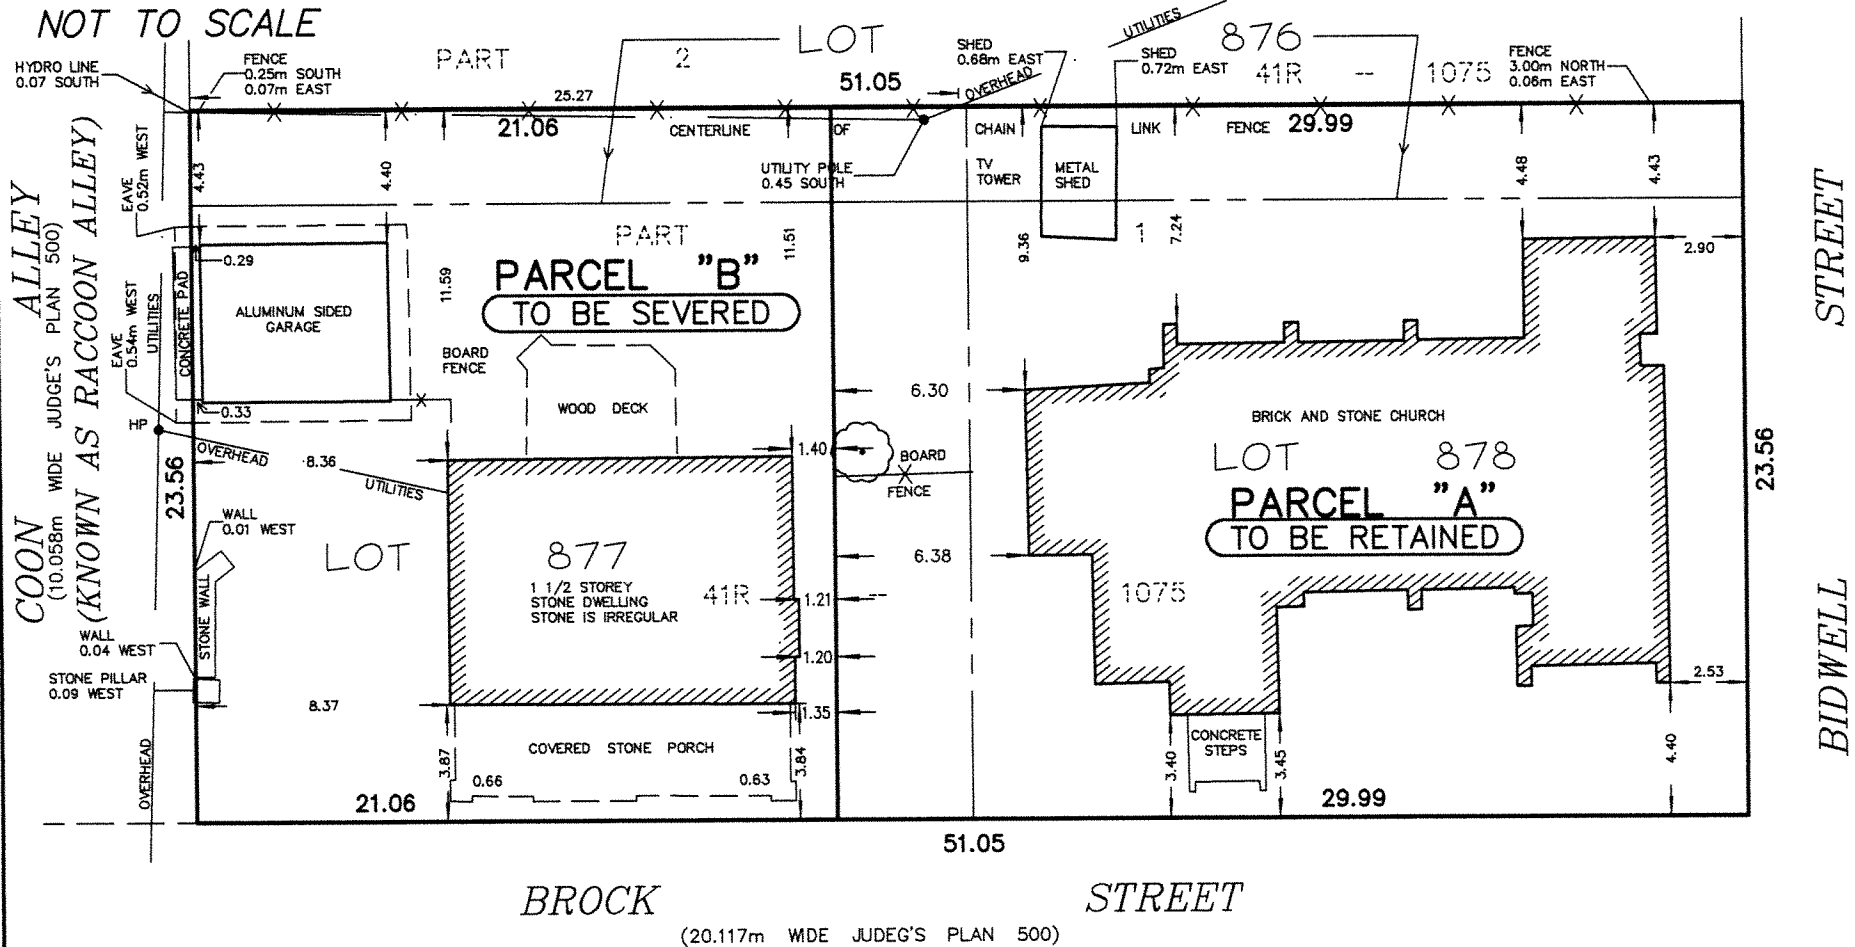 NOT TO SCALE
HYDRO LINE
0.07 SOUTH
FENCE
0.25m SOUTH
0.07m EAST
PART
2
LOT
876
41R -- 1075
UTILITIES
OVERHEAD
SHED
0.68m EAST
SHED
0.72m EAST
FENCE
3.00m NORTH
0.06m EAST
51.05
25.27
21.06
CENTERLINE OF CHAIN LINK FENCE
29.99
UTILITY POLE
0.45 SOUTH
TV
TOWER
METAL
SHED
4.43
4.40
11.59
11.51
9.36
1
7.24
4.48
4.43
2.90
EAVE
0.52m WEST
EAVE
0.54m WEST
UTILITIES
CONCRETE PAD
0.29
0.33
ALUMINUM SIDED
GARAGE
PART
PARCEL "B"
TO BE SEVERED
BOARD
FENCE
WOOD DECK
HP
OVERHEAD
UTILITIES
8.36
23.56
WALL
0.01 WEST
STONE WALL
WALL
0.04 WEST
STONE PILLAR
0.09 WEST
OVERHEAD
LOT 877
1 1/2 STOREY
STONE DWELLING
STONE IS IRREGULAR
41R --
1075
8.37
1.40
1.21
1.20
1.35
6.30
BOARD
FENCE
6.38
BRICK AND STONE CHURCH
LOT 878
PARCEL "A"
TO BE RETAINED
23.56
2.53
COVERED STONE PORCH
3.87
0.66
0.63
3.84
CONCRETE
STEPS
3.40
3.45
4.40
21.06
29.99
51.05
COON ALLEY
(10.058m WIDE JUDGE'S PLAN 500)
(KNOWN AS RACCOON ALLEY)
BIDWELL STREET
BROCK STREET
(20.117m WIDE JUDEG'S PLAN 500)